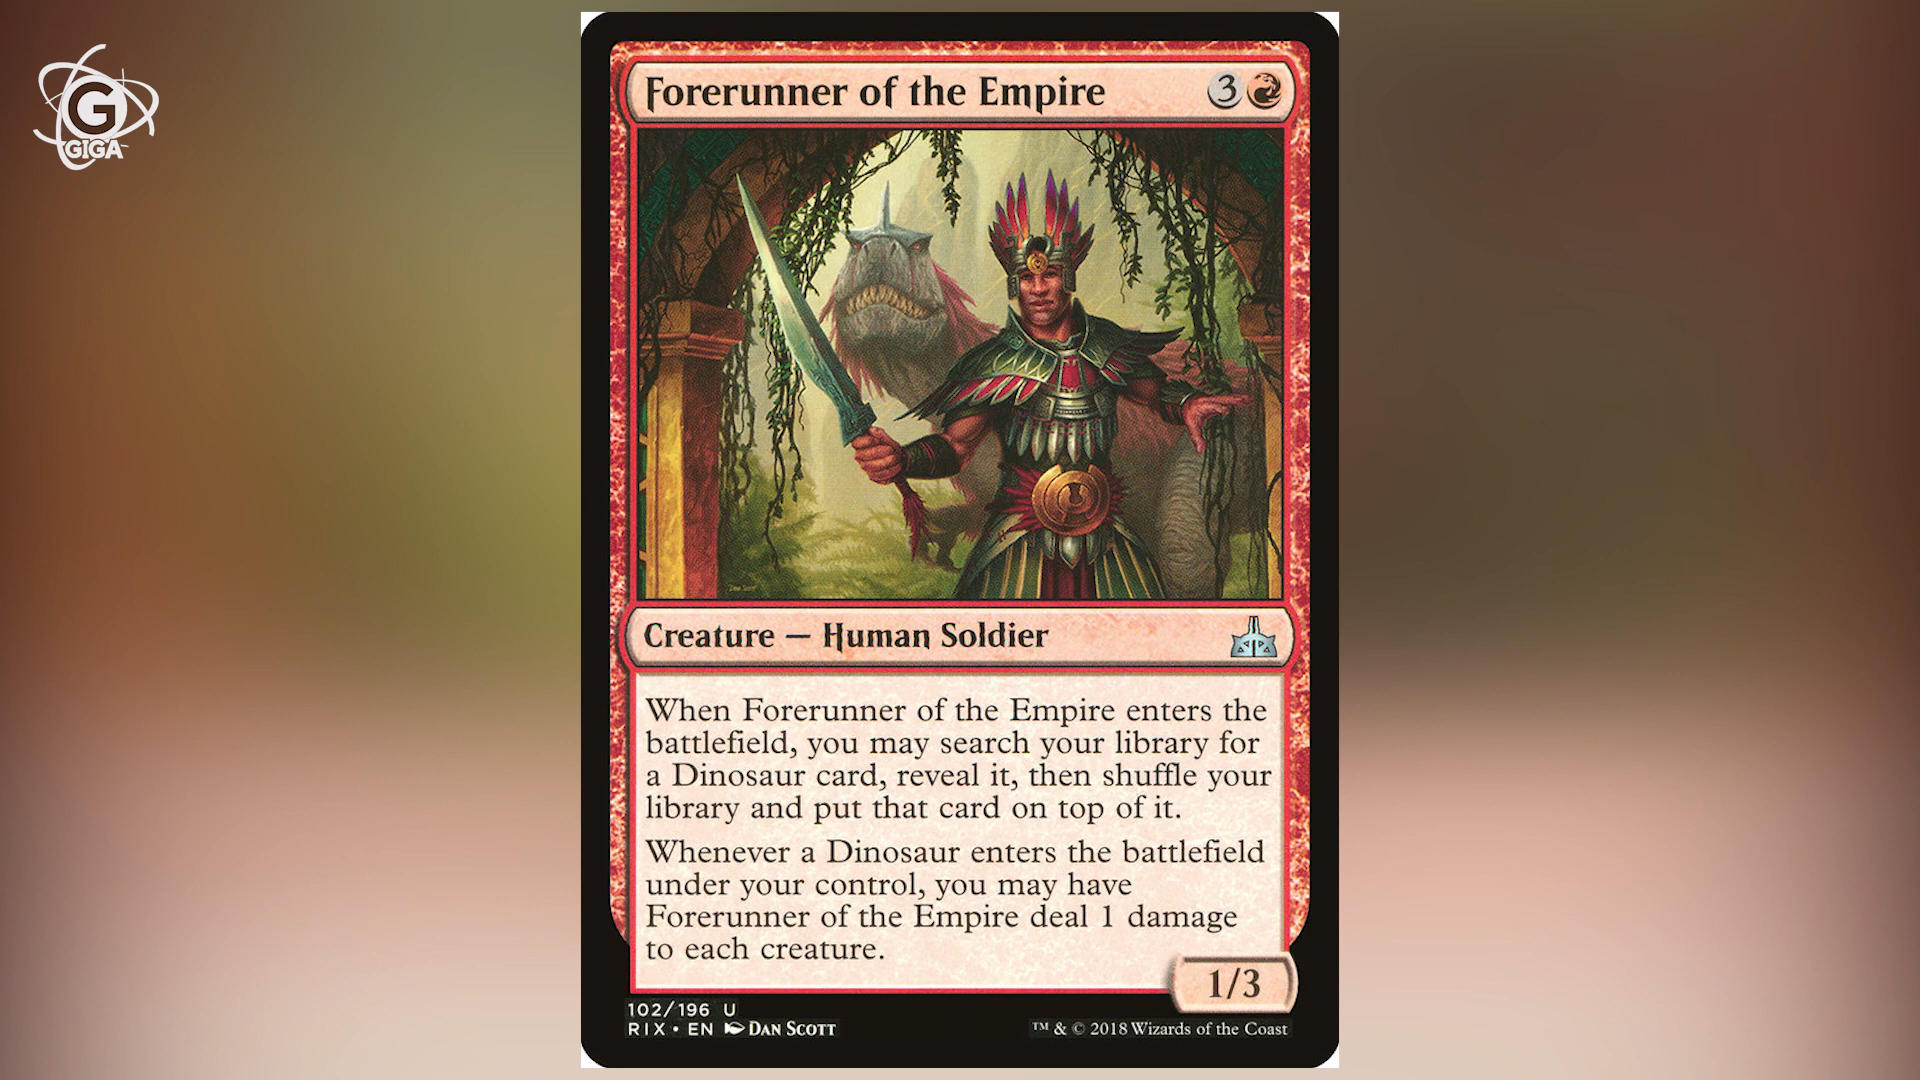 G
GIGA
Forerunner of the Empire 3
Creature — Human Soldier
When Forerunner of the Empire enters the
battlefield, you may search your library for
a Dinosaur card, reveal it, then shuffle your
library and put that card on top of it.
Whenever a Dinosaur enters the battlefield
under your control, you may have
Forerunner of the Empire deal 1 damage
to each creature.
1/3
102/196 U
RIX • EN DAN SCOTT
™ & © 2018 Wizards of the Coast